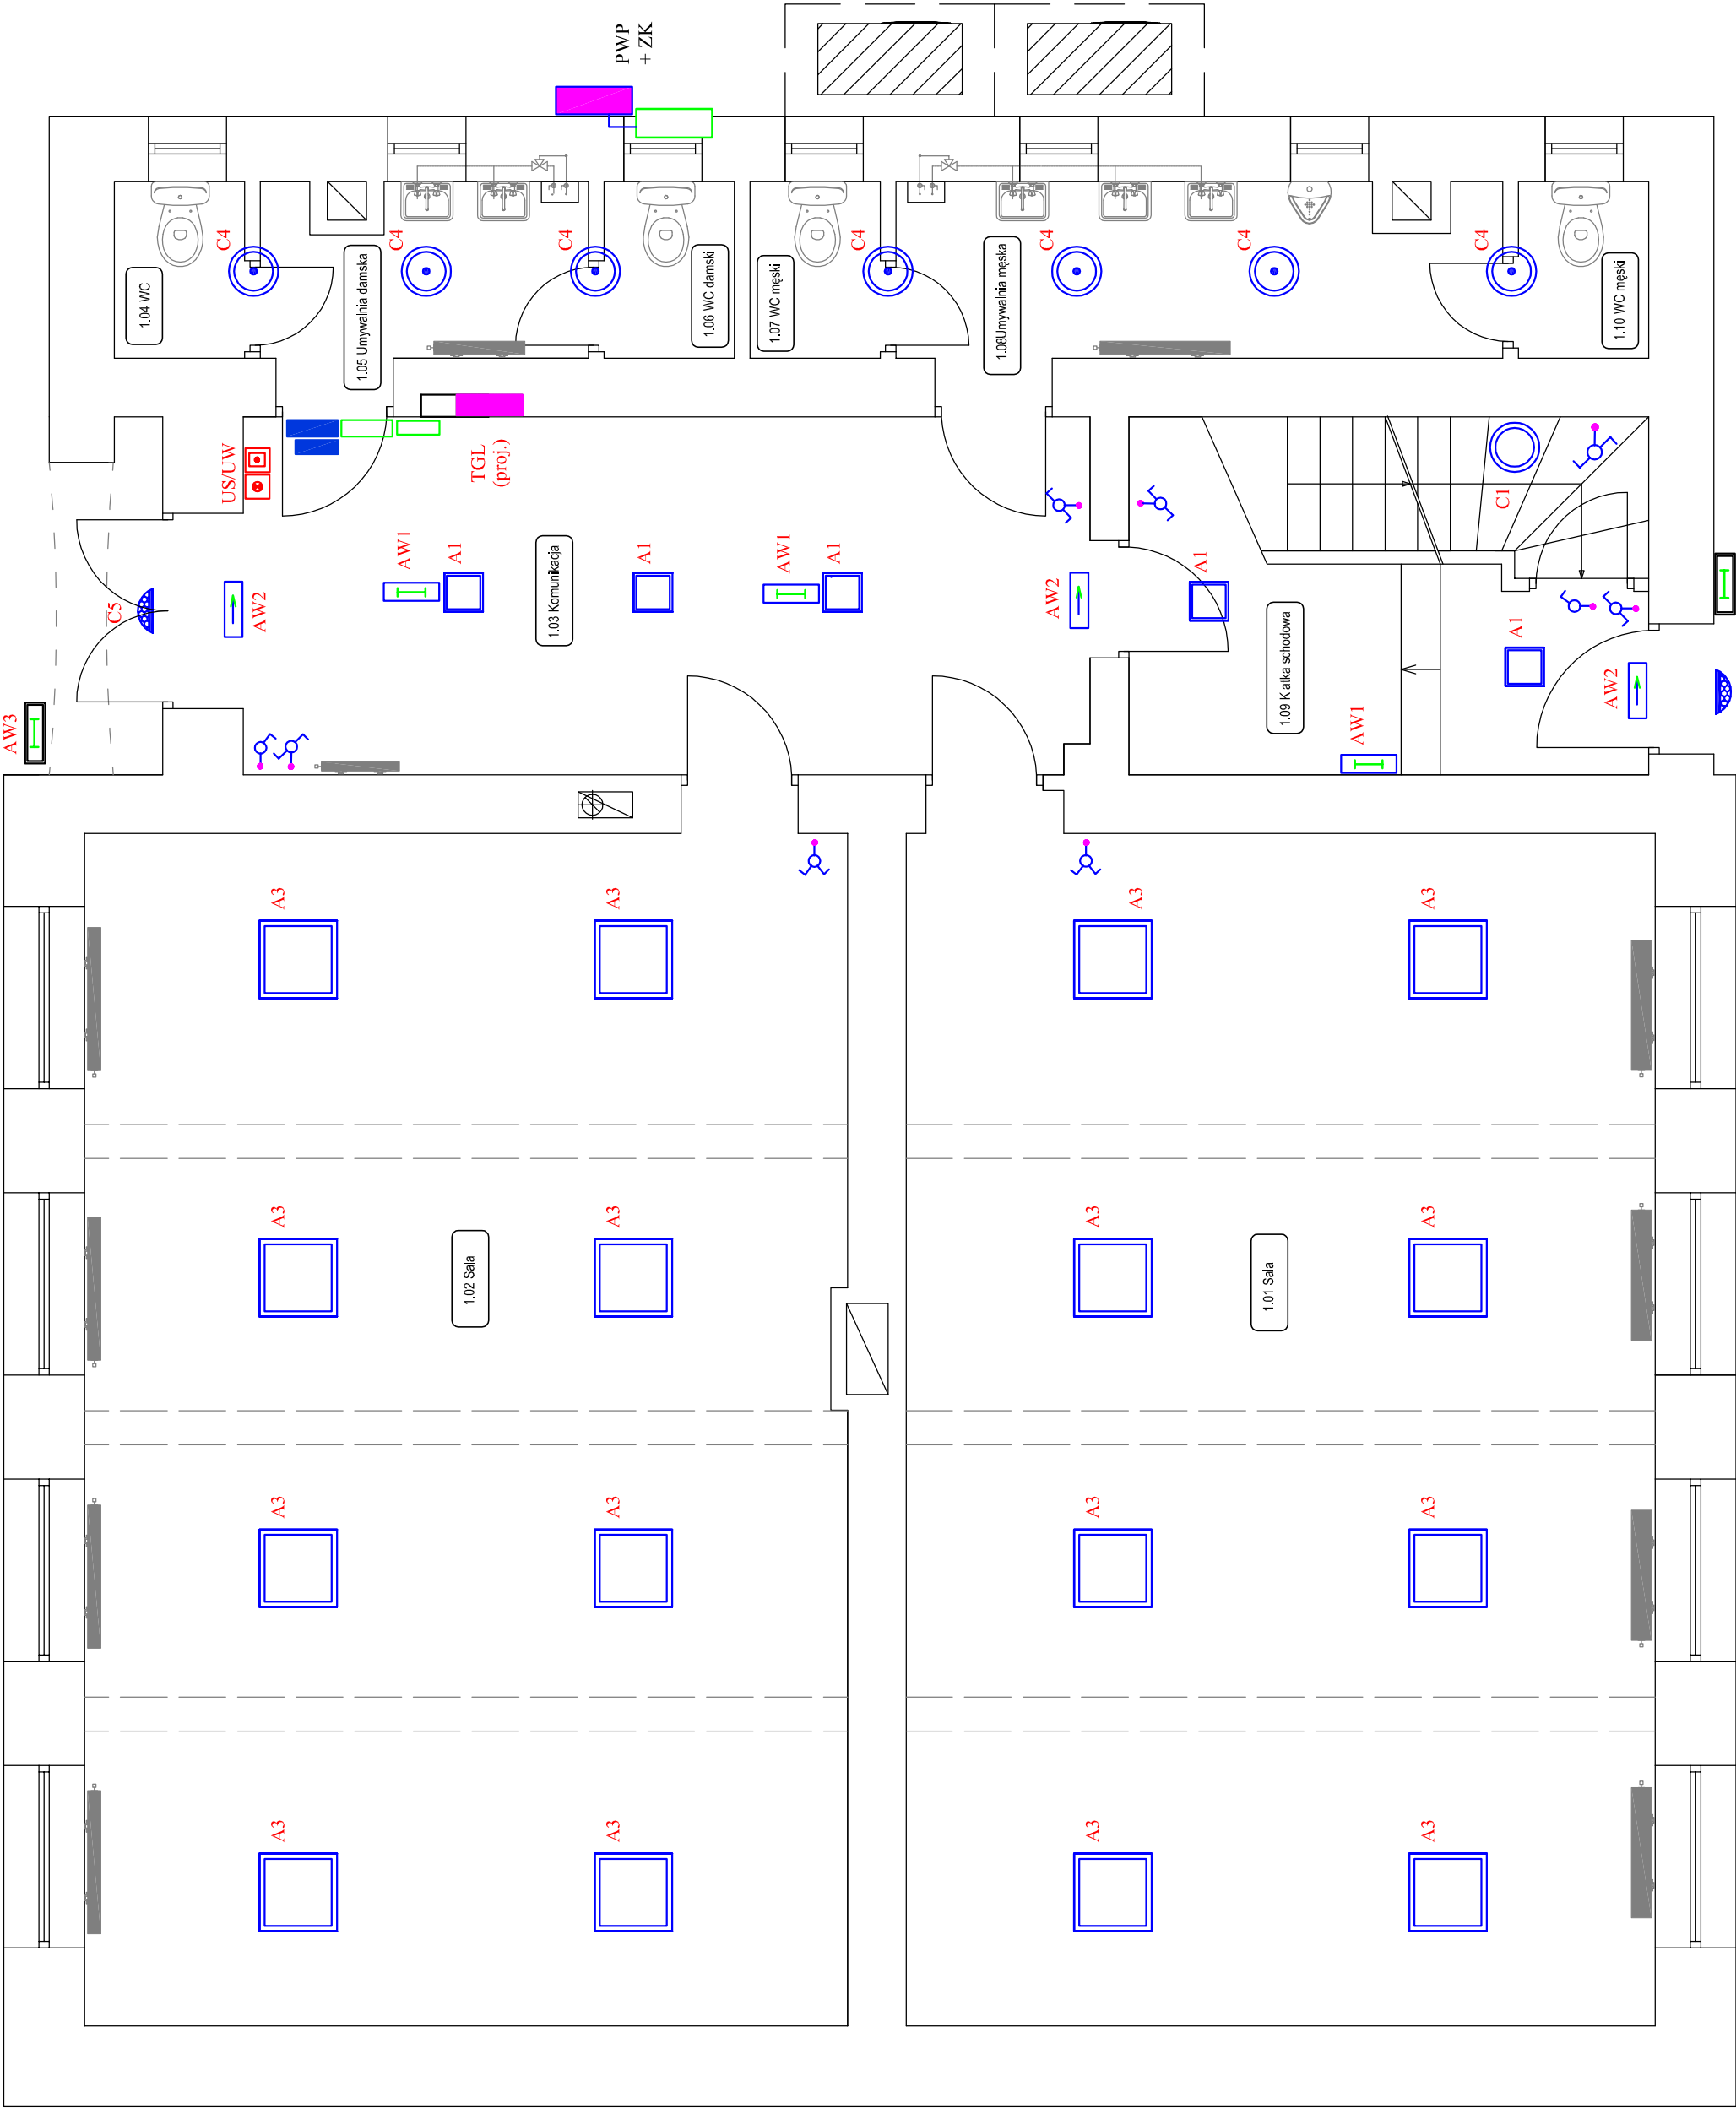 PWP
+ ZK
C4
C4
C4
C4
C4
C4
1.04 WC
1.05 Umywalnia damska
1.06 WC damski
1.07 WC męski
1.08Umywalnia męska
1.10 WC męski
US/UW
TGL
(proj.)
C1
C5
AW2
AW1
A1
1.03 Komunikacja
A1
AW1
A1
AW2
A1
1.09 Klatka schodowa
A1
AW2
AW3
AW1
A3
A3
A3
A3
A3
A3
A3
A3
1.02 Sala
1.01 Sala
A3
A3
A3
A3
A3
A3
A3
A3